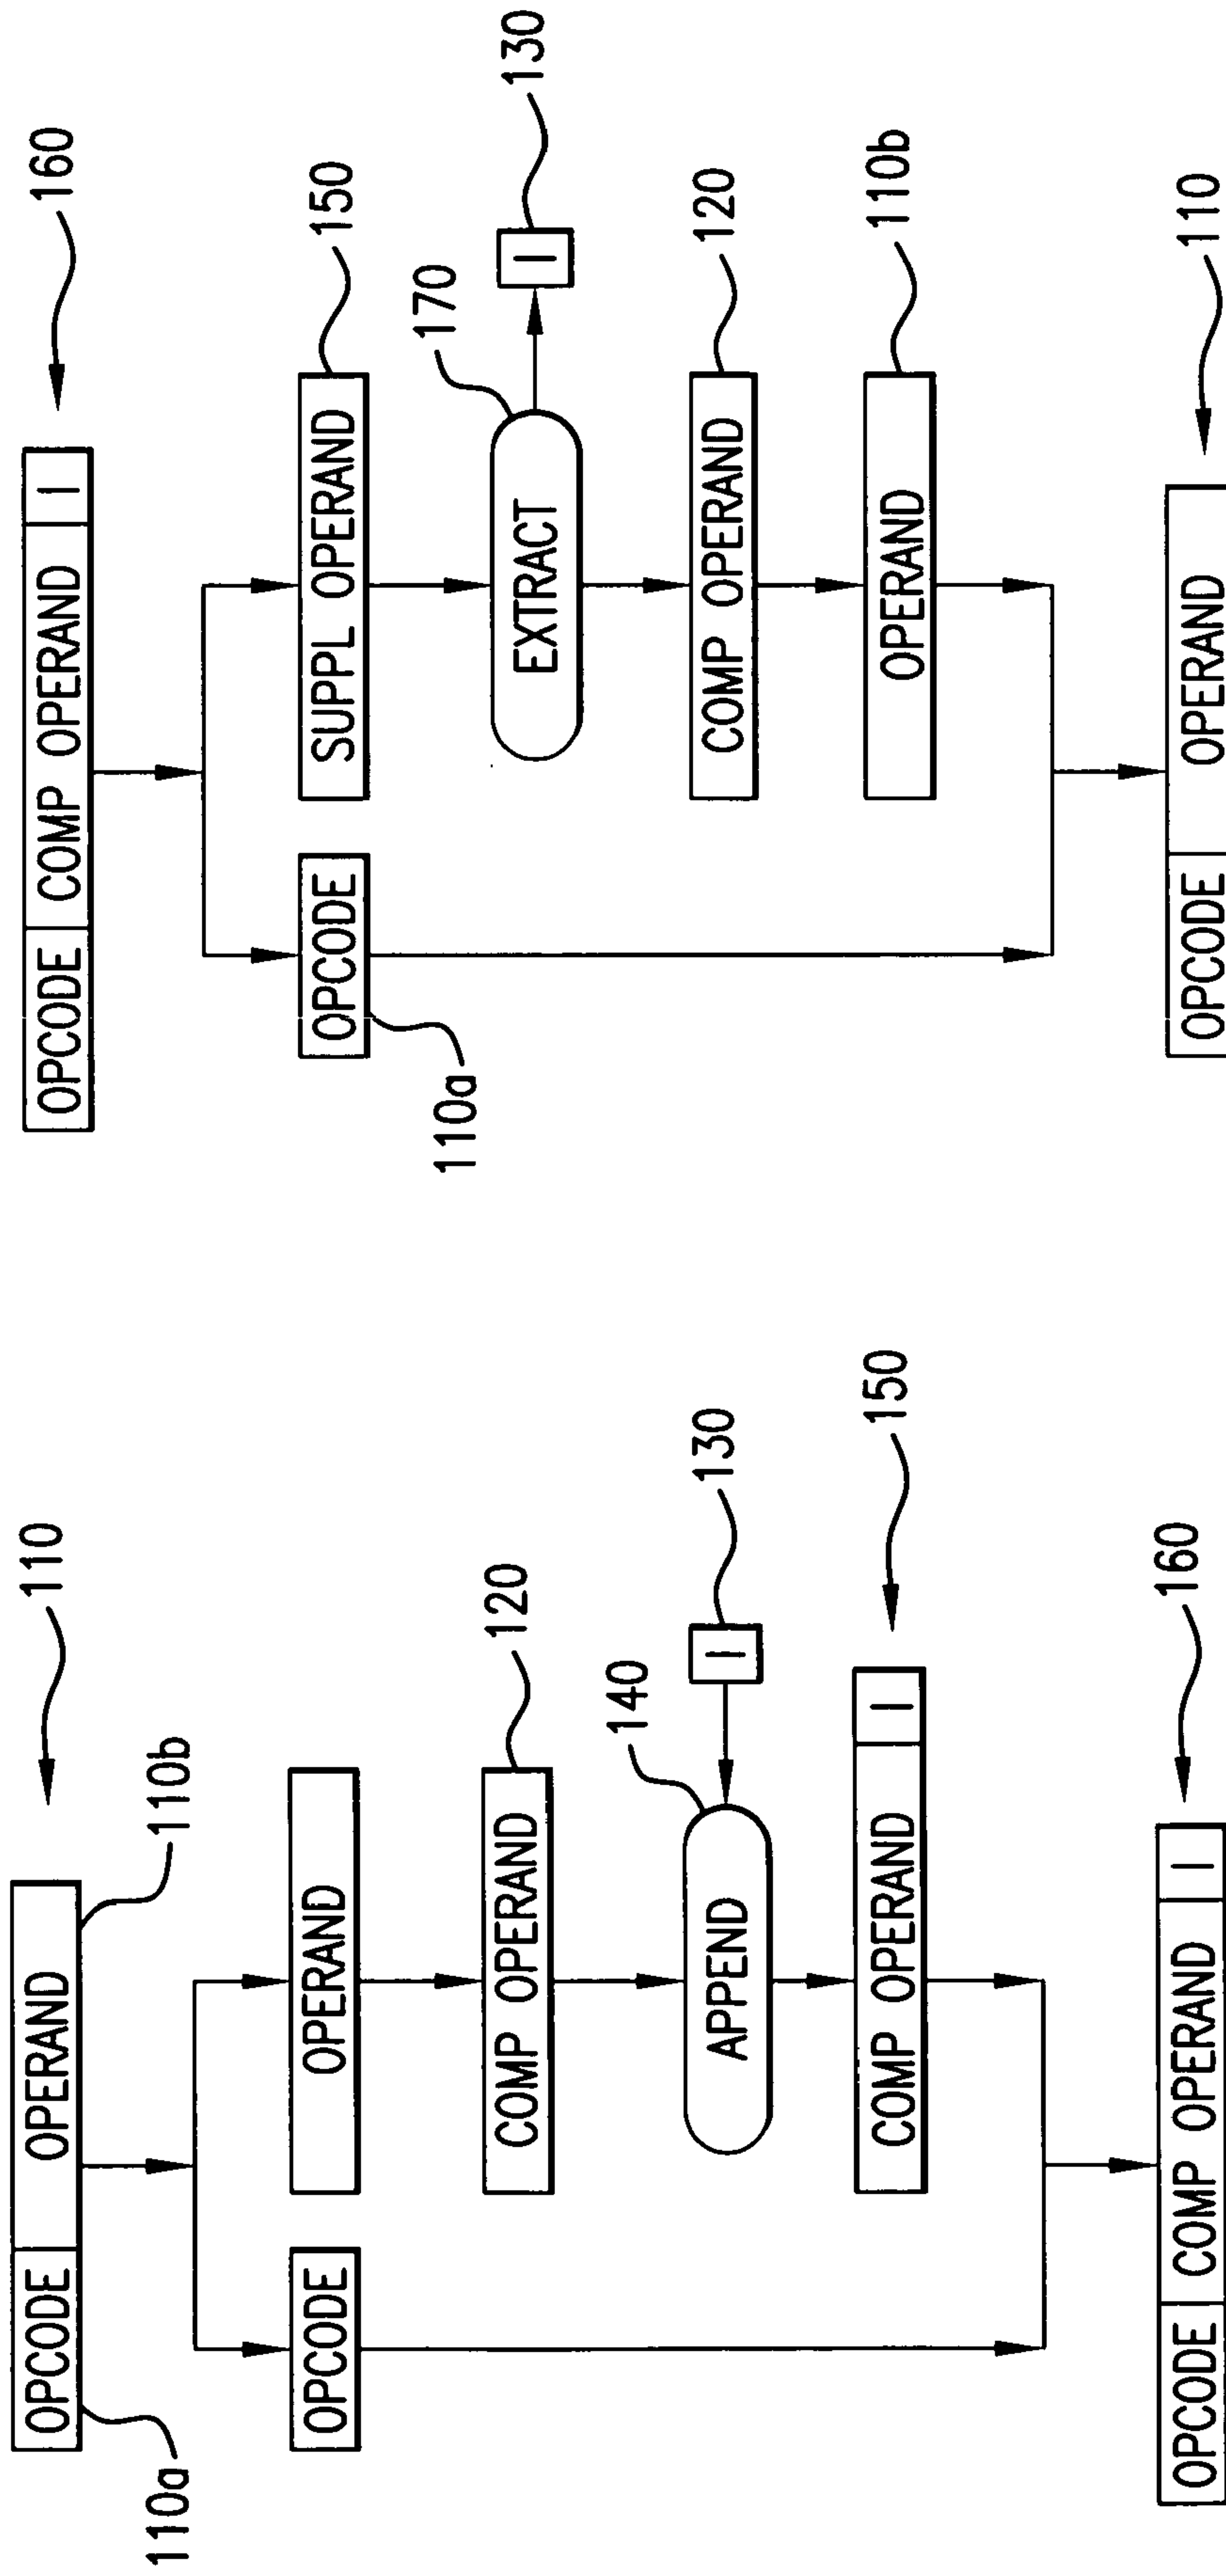 110
OPCODE OPERAND
110a
110b
OPCODE
OPERAND
COMP OPERAND
120
APPEND
140
I
130
COMP OPERAND I
150
OPCODE COMP OPERAND I
160
OPCODE COMP OPERAND I
160
OPCODE
110a
SUPPL OPERAND
150
EXTRACT
170
I
130
COMP OPERAND
120
OPERAND
110b
OPCODE OPERAND
110